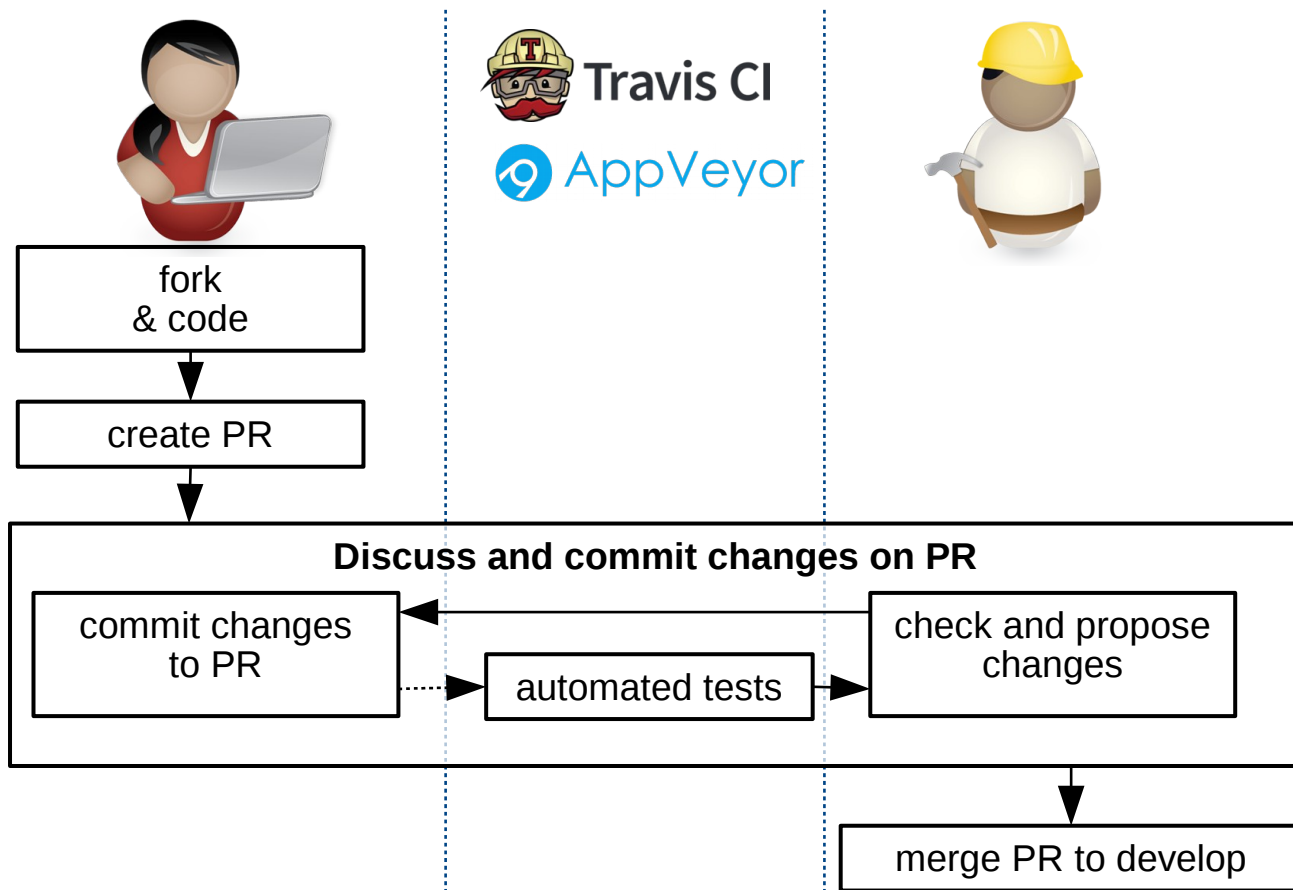 T
Travis CI
AppVeyor
fork
& code
create PR
Discuss and commit changes on PR
commit changes
to PR
automated tests
check and propose
changes
merge PR to develop